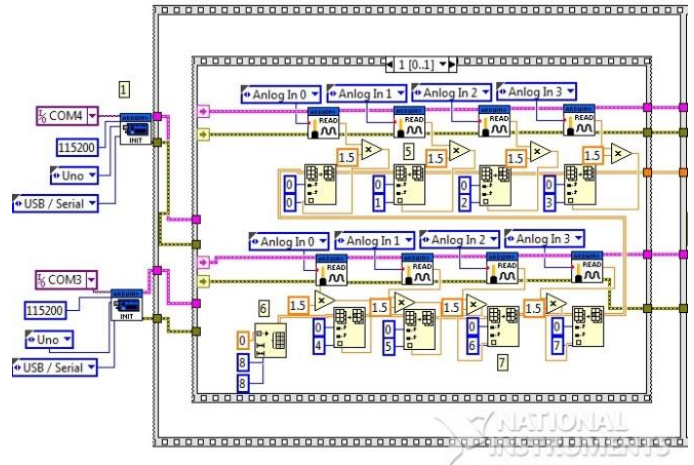 1 [0..1]
1
Anlog In 0
Anlog In 1
Anlog In 2
Anlog In 3
COM4
ARDUINO
INIT
115200
Uno
USB / Serial
READ
READ
READ
READ
5
1.5
1.5
1.5
1.5
0
0
0
1
0
2
0
3
Anlog In 0
Anlog In 1
Anlog In 2
Anlog In 3
COM3
ARDUINO
INIT
115200
Uno
USB / Serial
READ
READ
READ
READ
6
1.5
1.5
1.5
1.5
0
8
8
0
4
0
5
0
6
0
7
7
NATIONAL
INSTRUMENTS